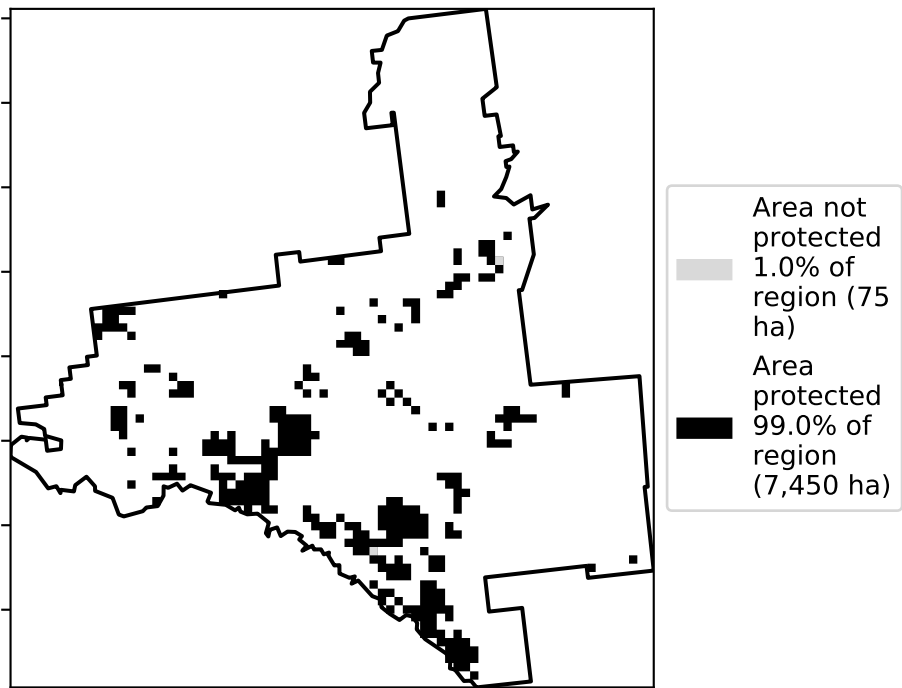 Area not
protected
1.0% of
region (75
ha)
Area
protected
99.0% of
region
(7,450 ha)